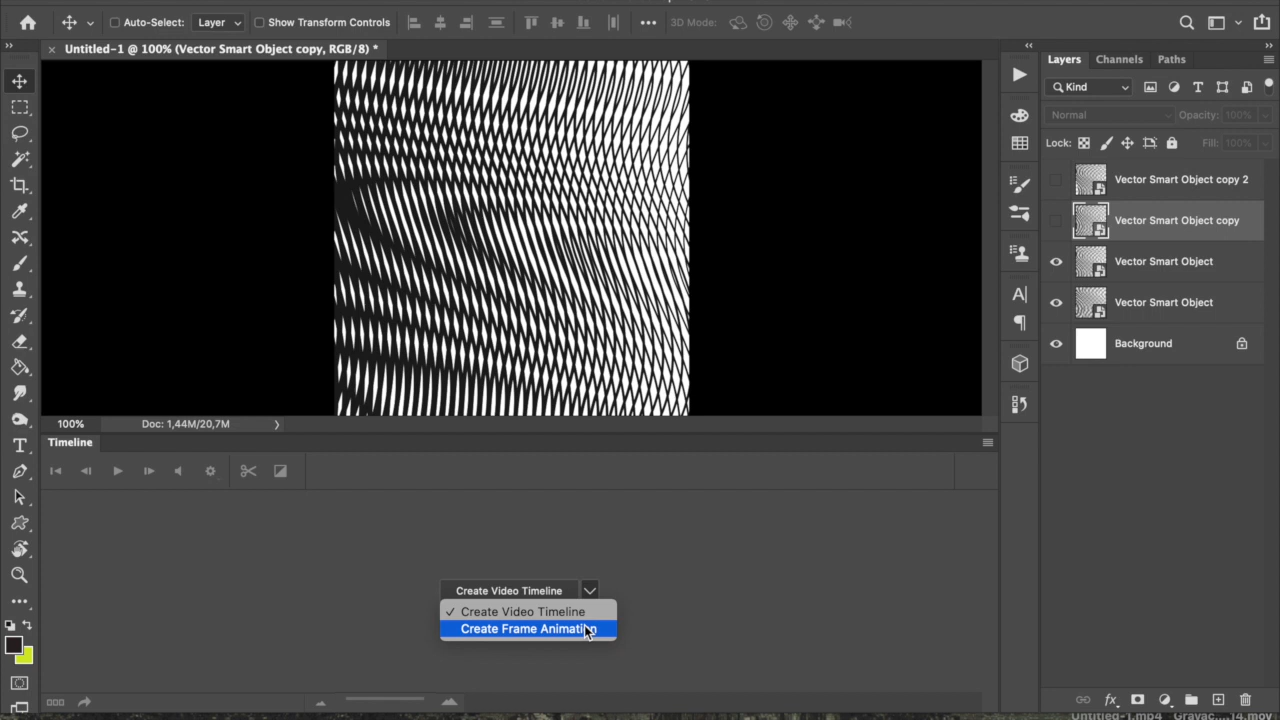 Auto-Select: Layer Show Transform Controls 3D Mode:
Untitled-1 @ 100% (Vector Smart Object copy, RGB/8) *
Layers Channels Paths
Kind
Normal Opacity: 100%
Lock: Fill: 100%
Vector Smart Object copy 2
Vector Smart Object copy
Vector Smart Object
Vector Smart Object
Background
100% Doc: 1,44M/20,7M
Timeline
Create Video Timeline
✓ Create Video Timeline
Create Frame Animation
fx